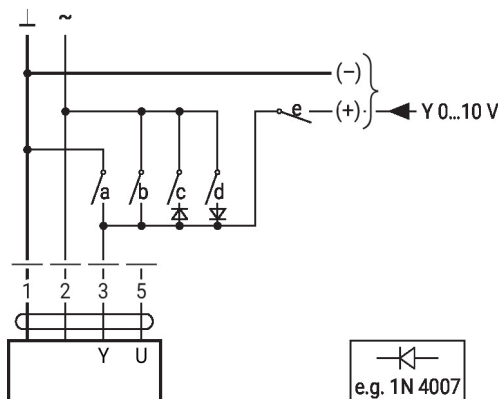 ⊥ ~
(–)
e (+) Y 0...10 V
a b c d
1 2 3 5
Y U
e.g. 1N 4007